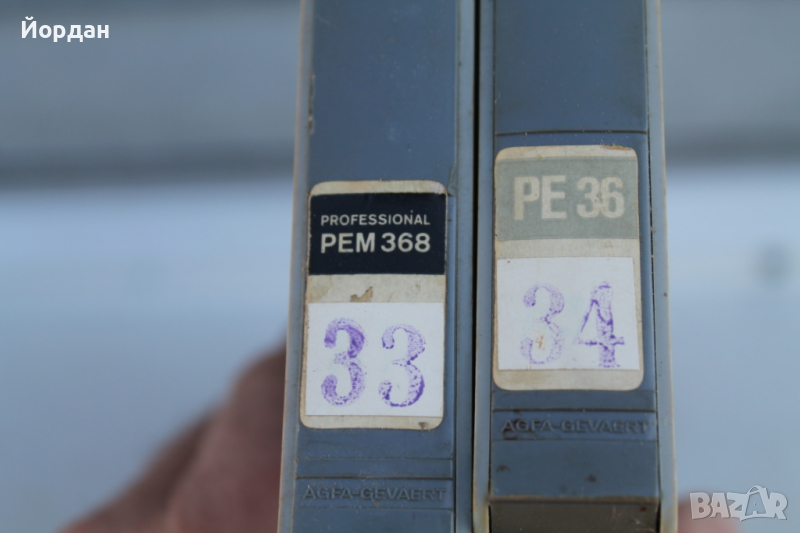 Йордан
PROFESSIONAL
PEM 368
33
AGFA-GEVAERT
PE 36
34
AGFA-GEVAERT
BAZAR